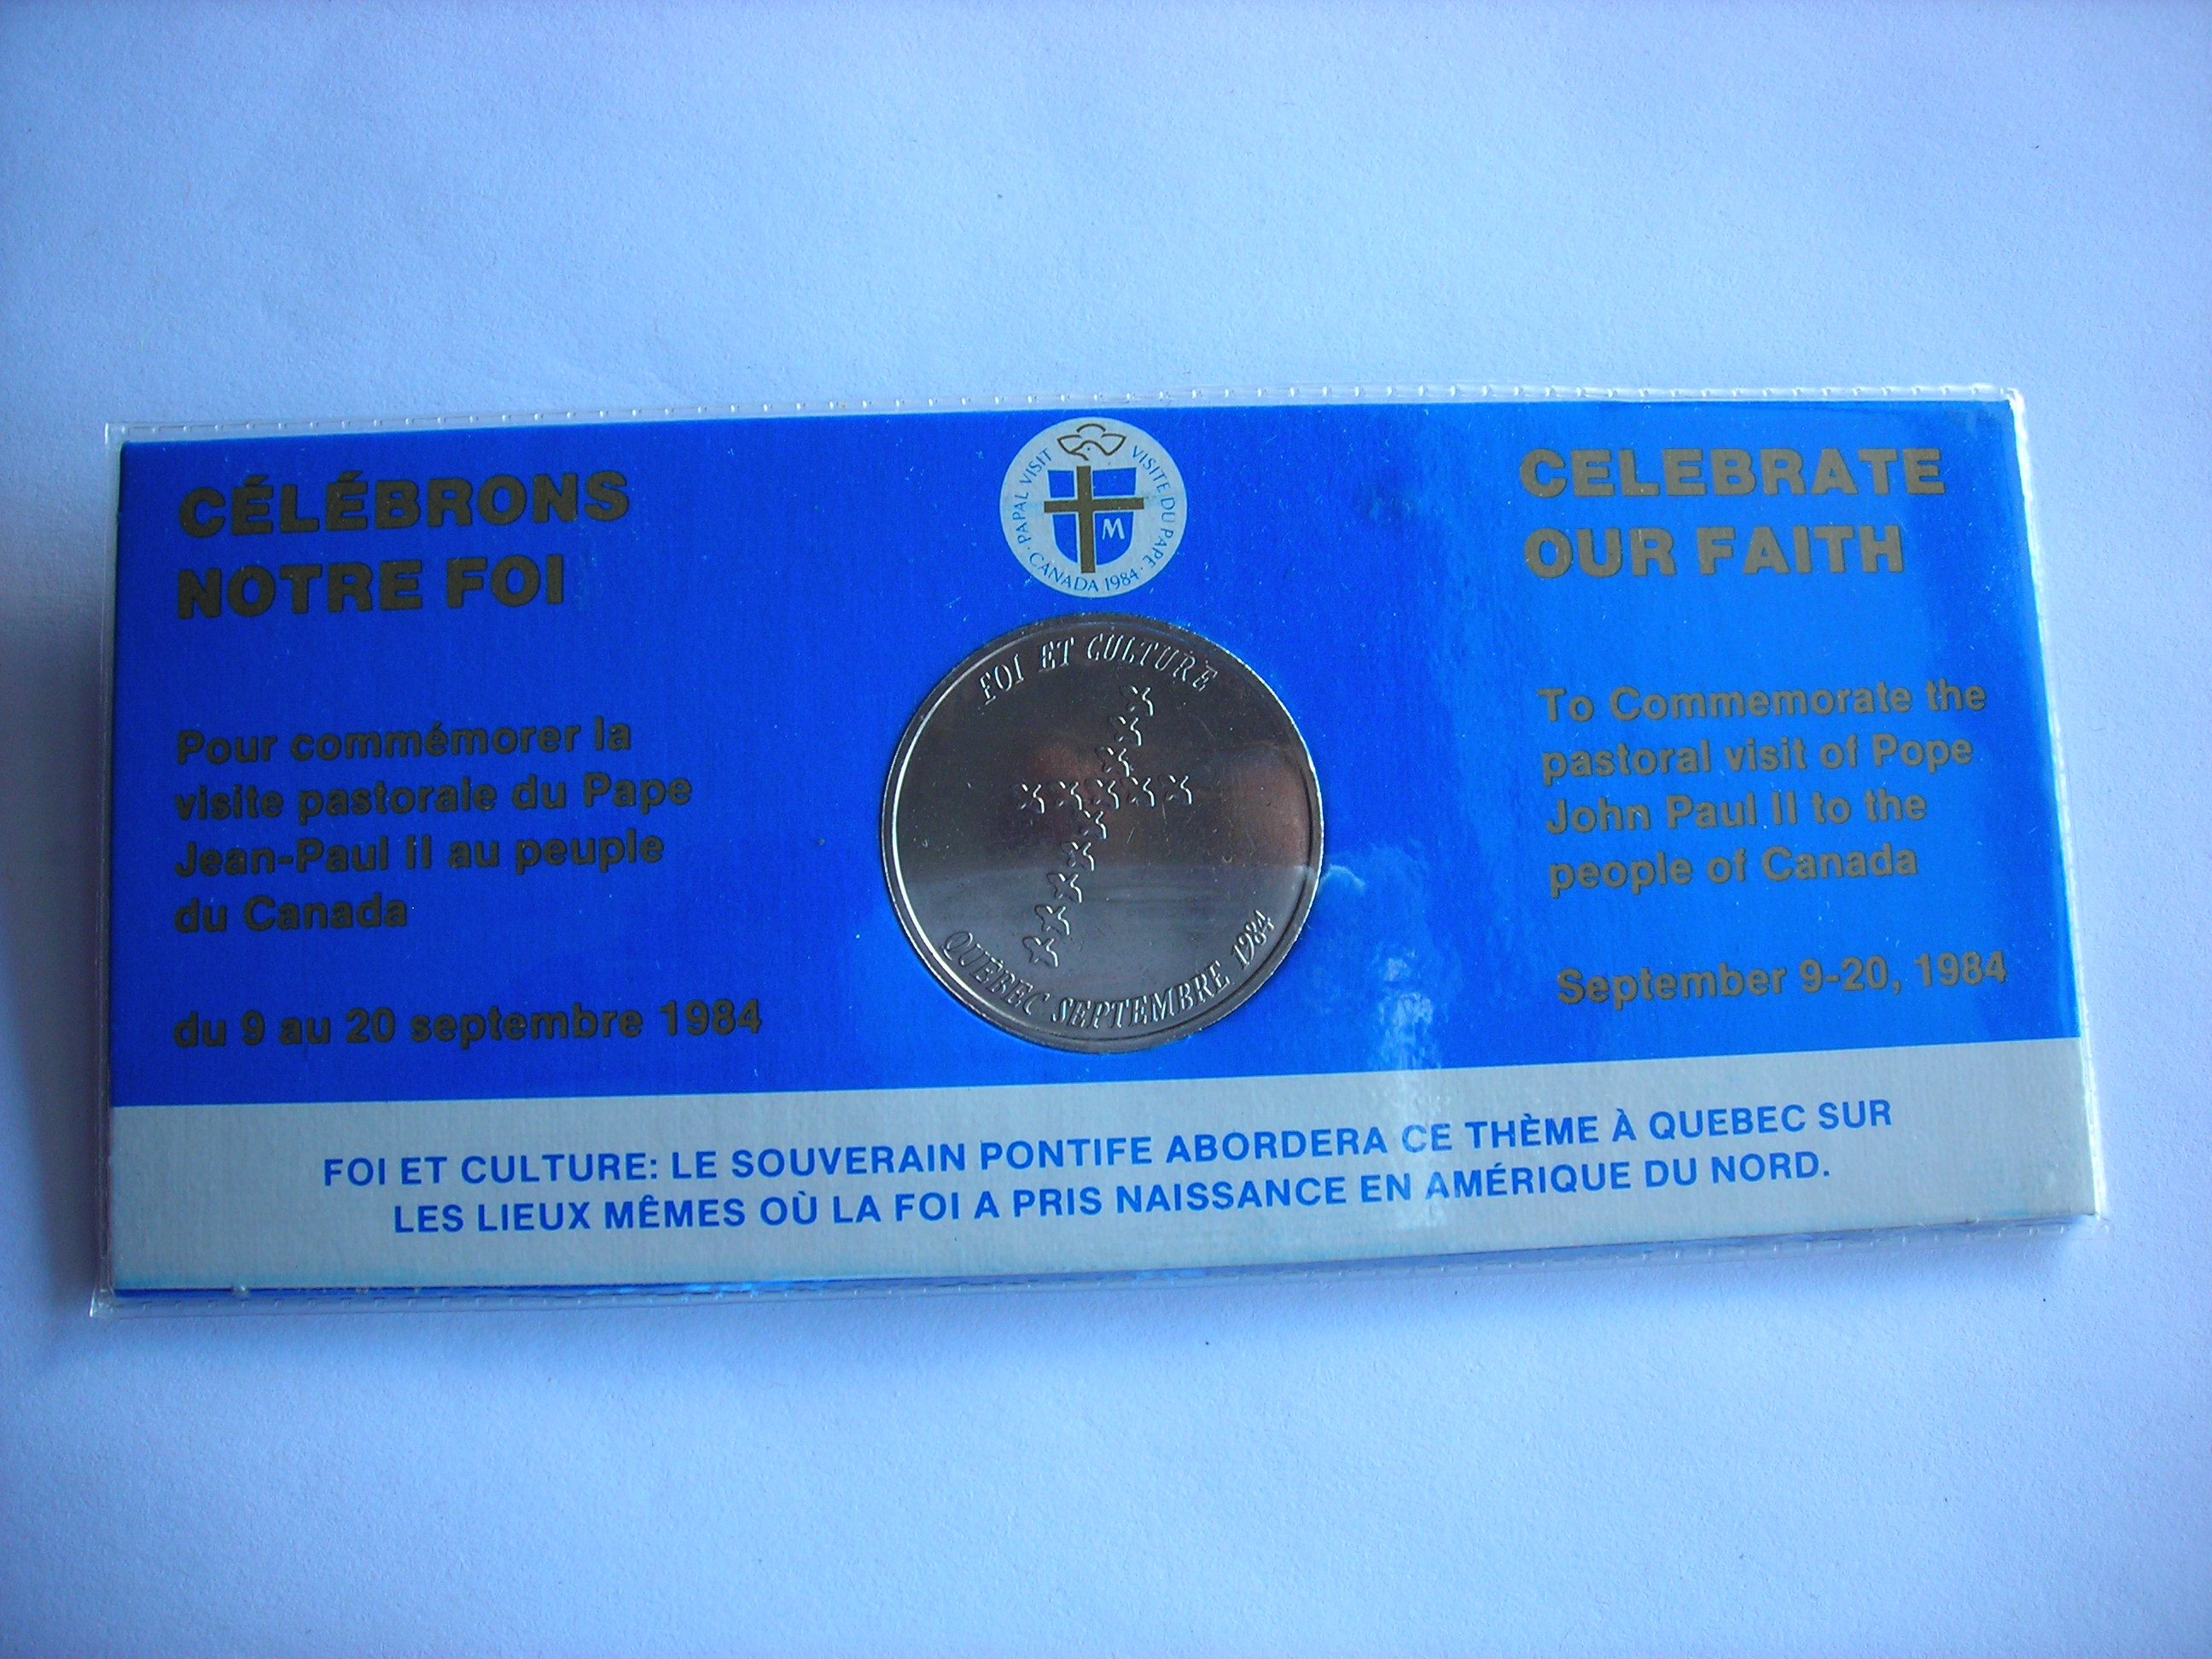 CÉLÉBRONS
NOTRE FOI
Pour commémorer la
visite pastorale du Pape
Jean-Paul II au peuple
du Canada
du 9 au 20 septembre 1984
PAPAL VISIT · VISITE DU PAPE ·
CANADA 1984
M
FOI ET CULTURE
QUÉBEC SEPTEMBRE 1984
CELEBRATE
OUR FAITH
To Commemorate the
pastoral visit of Pope
John Paul II to the
people of Canada
September 9-20, 1984
FOI ET CULTURE: LE SOUVERAIN PONTIFE ABORDERA CE THÈME À QUEBEC SUR
LES LIEUX MÊMES OÙ LA FOI A PRIS NAISSANCE EN AMÉRIQUE DU NORD.